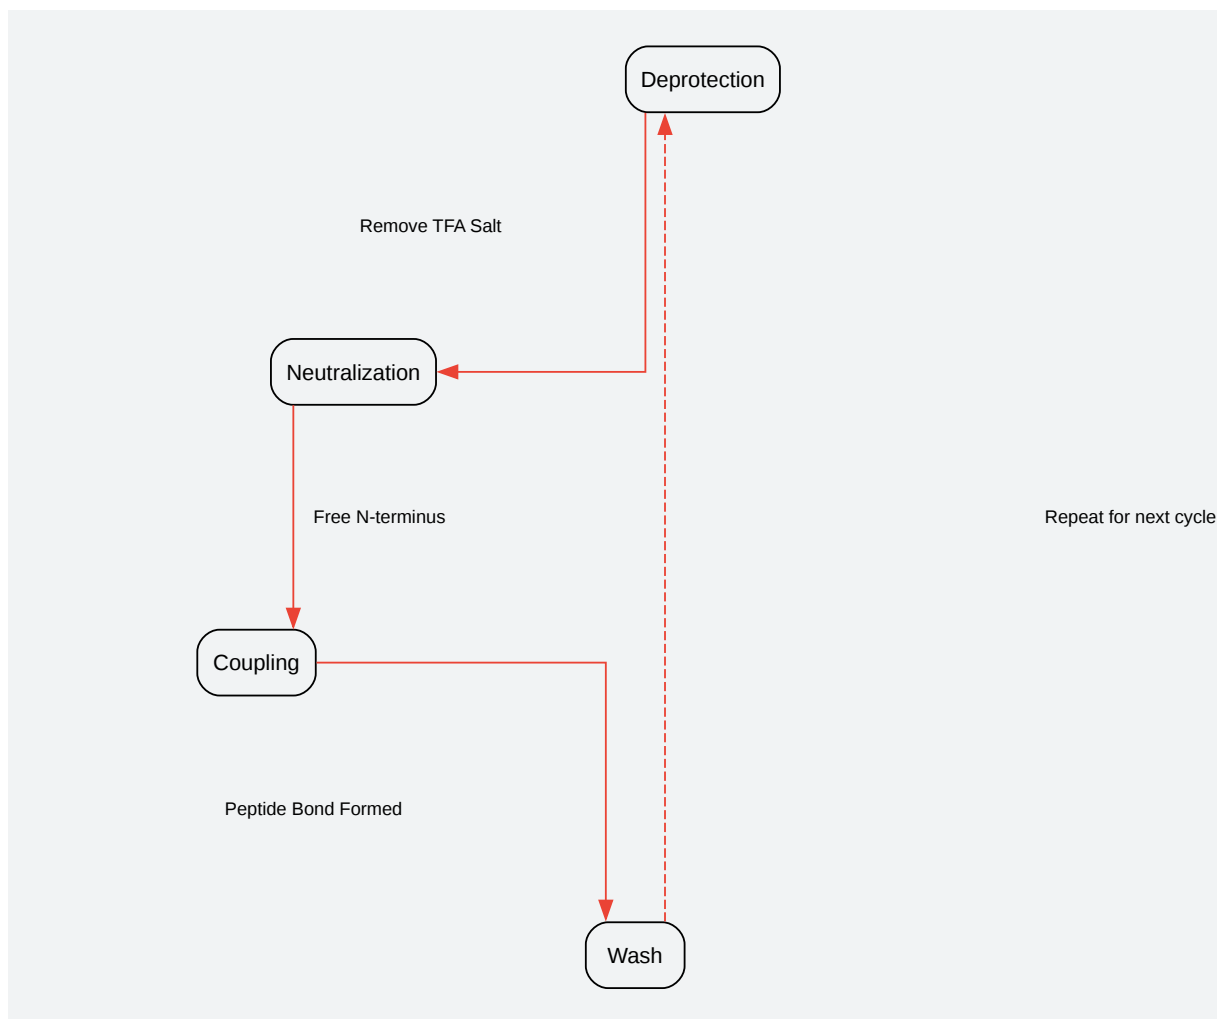 Deprotection
Remove TFA Salt
Neutralization
Free N-terminus
Repeat for next cycle
Coupling
Peptide Bond Formed
Wash